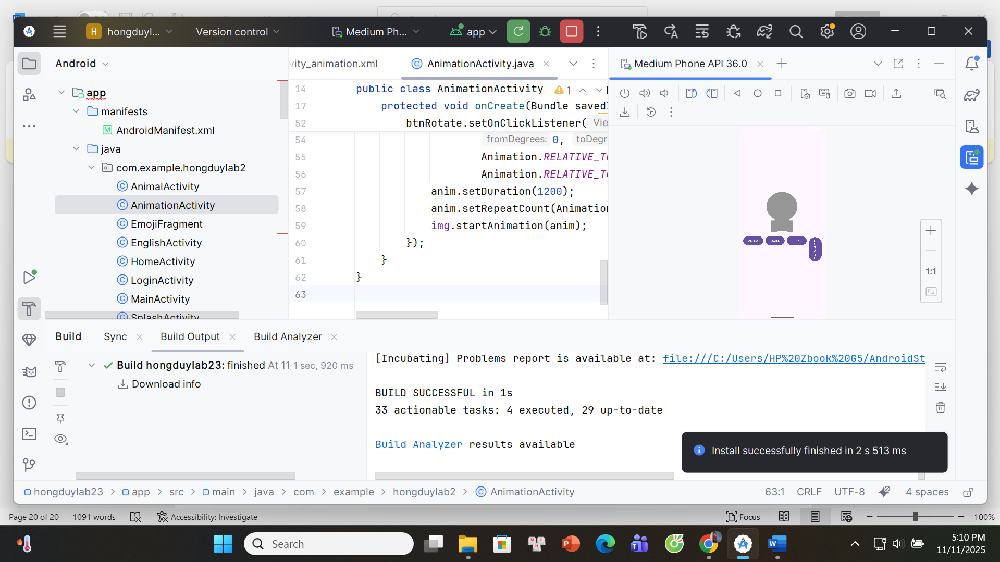 H hongduyl... Version control Medium Ph... app
Android
app
manifests
AndroidManifest.xml
java
com.example.hongduylab2
AnimalActivity
AnimationActivity
EmojiFragment
EnglishActivity
HomeActivity
LoginActivity
MainActivity
SplashActivity
vity_animation.xml AnimationActivity.java
14 public class AnimationActivity 1
17 protected void onCreate(Bundle saved
52 btnRotate.setOnClickListener( Vie
54 fromDegrees: 0, toDegr
55 Animation.RELATIVE_T
56 Animation.RELATIVE_T
57 anim.setDuration(1200);
58 anim.setRepeatCount(Animation
59 img.startAnimation(anim);
60 });
61 }
62 }
63
Medium Phone API 36.0
ALPHA SCALE TRANS ROTATE
1:1
Build Sync Build Output Build Analyzer
Build hongduylab23: finished At 11 1 sec, 920 ms
Download info
[Incubating] Problems report is available at: file:///C:/Users/HP%20Zbook%20G5/AndroidSt
BUILD SUCCESSFUL in 1s
33 actionable tasks: 4 executed, 29 up-to-date
Build Analyzer results available
Install successfully finished in 2 s 513 ms
hongduylab23 > app > src > main > java > com > example > hongduylab2 > AnimationActivity
63:1 CRLF UTF-8 4 spaces
Page 20 of 20 1091 words Accessibility: Investigate Focus 100%
Search
5:10 PM
11/11/2025